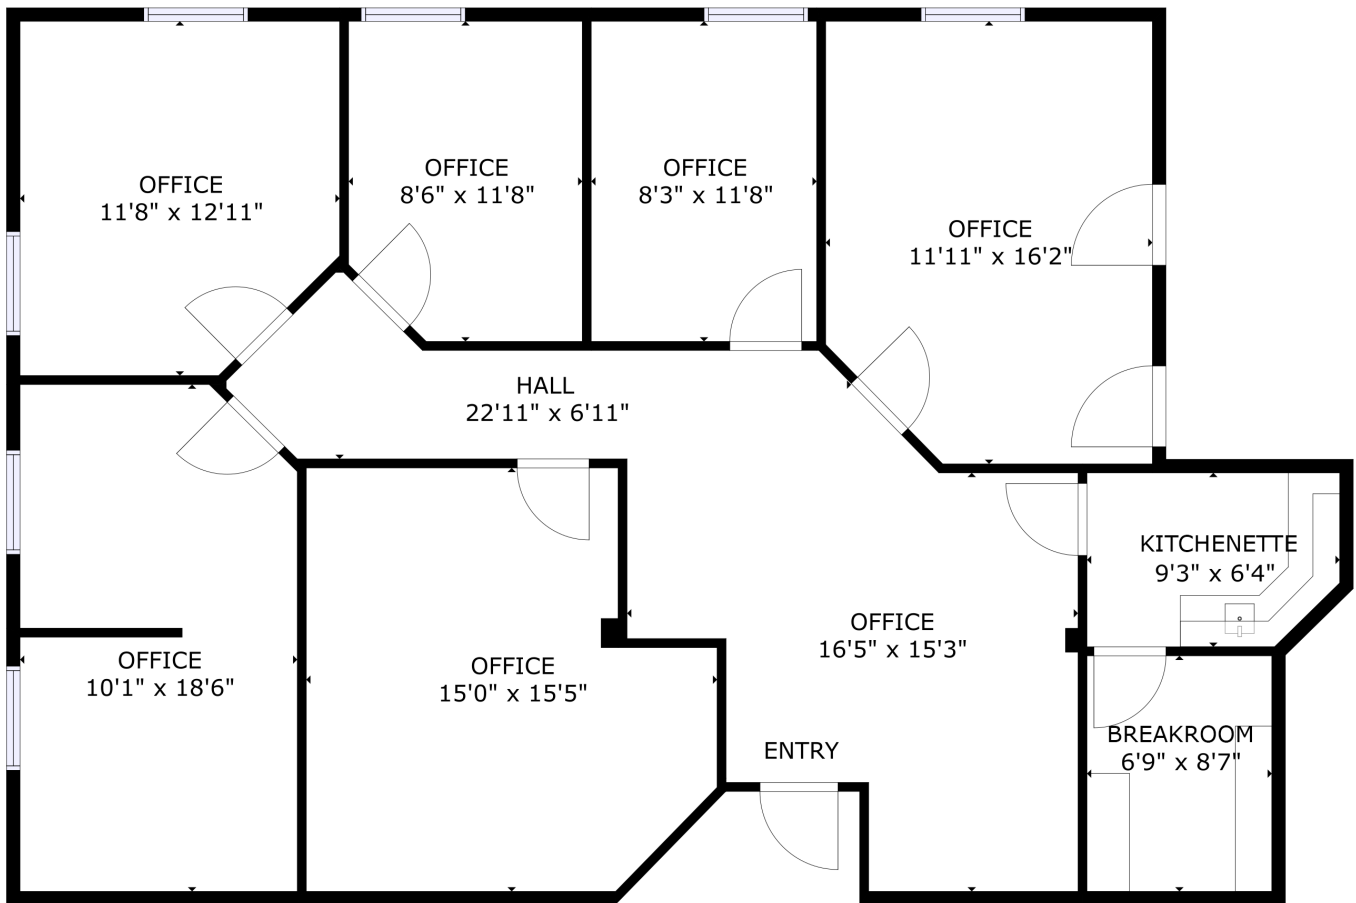 OFFICE
11'8" x 12'11"
OFFICE
8'6" x 11'8"
OFFICE
8'3" x 11'8"
OFFICE
11'11" x 16'2"
HALL
22'11" x 6'11"
KITCHENETTE
9'3" x 6'4"
OFFICE
16'5" x 15'3"
OFFICE
10'1" x 18'6"
OFFICE
15'0" x 15'5"
ENTRY
BREAKROOM
6'9" x 8'7"